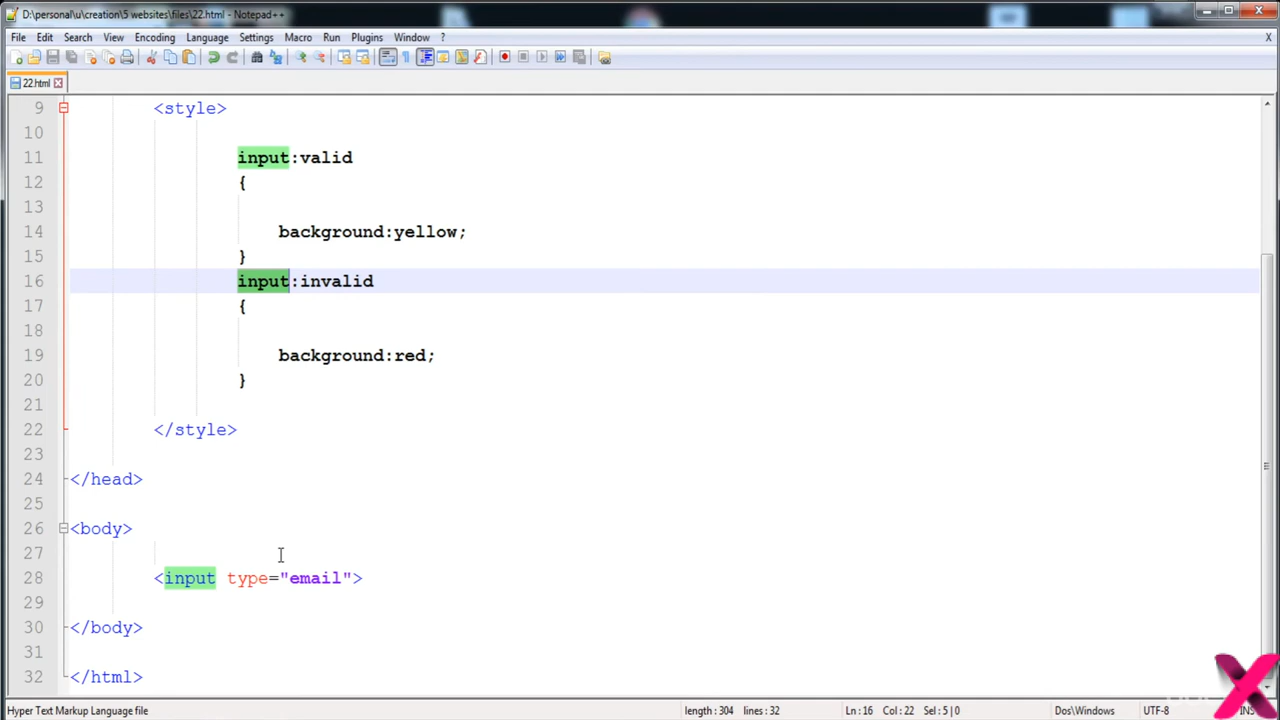 D:\personal\u\creation\5 websites\files\22.html - Notepad++
File Edit Search View Encoding Language Settings Macro Run Plugins Window ? X
22.html
9 <style>
10
11 input:valid
12 {
13
14 background:yellow;
15 }
16 input:invalid
17 {
18
19 background:red;
20 }
21
22 </style>
23
24 </head>
25
26 <body>
27
28 <input type="email">
29
30 </body>
31
32 </html>
Hyper Text Markup Language file length : 304 lines : 32 Ln : 16 Col : 22 Sel : 5 | 0 Dos\Windows UTF-8 INS